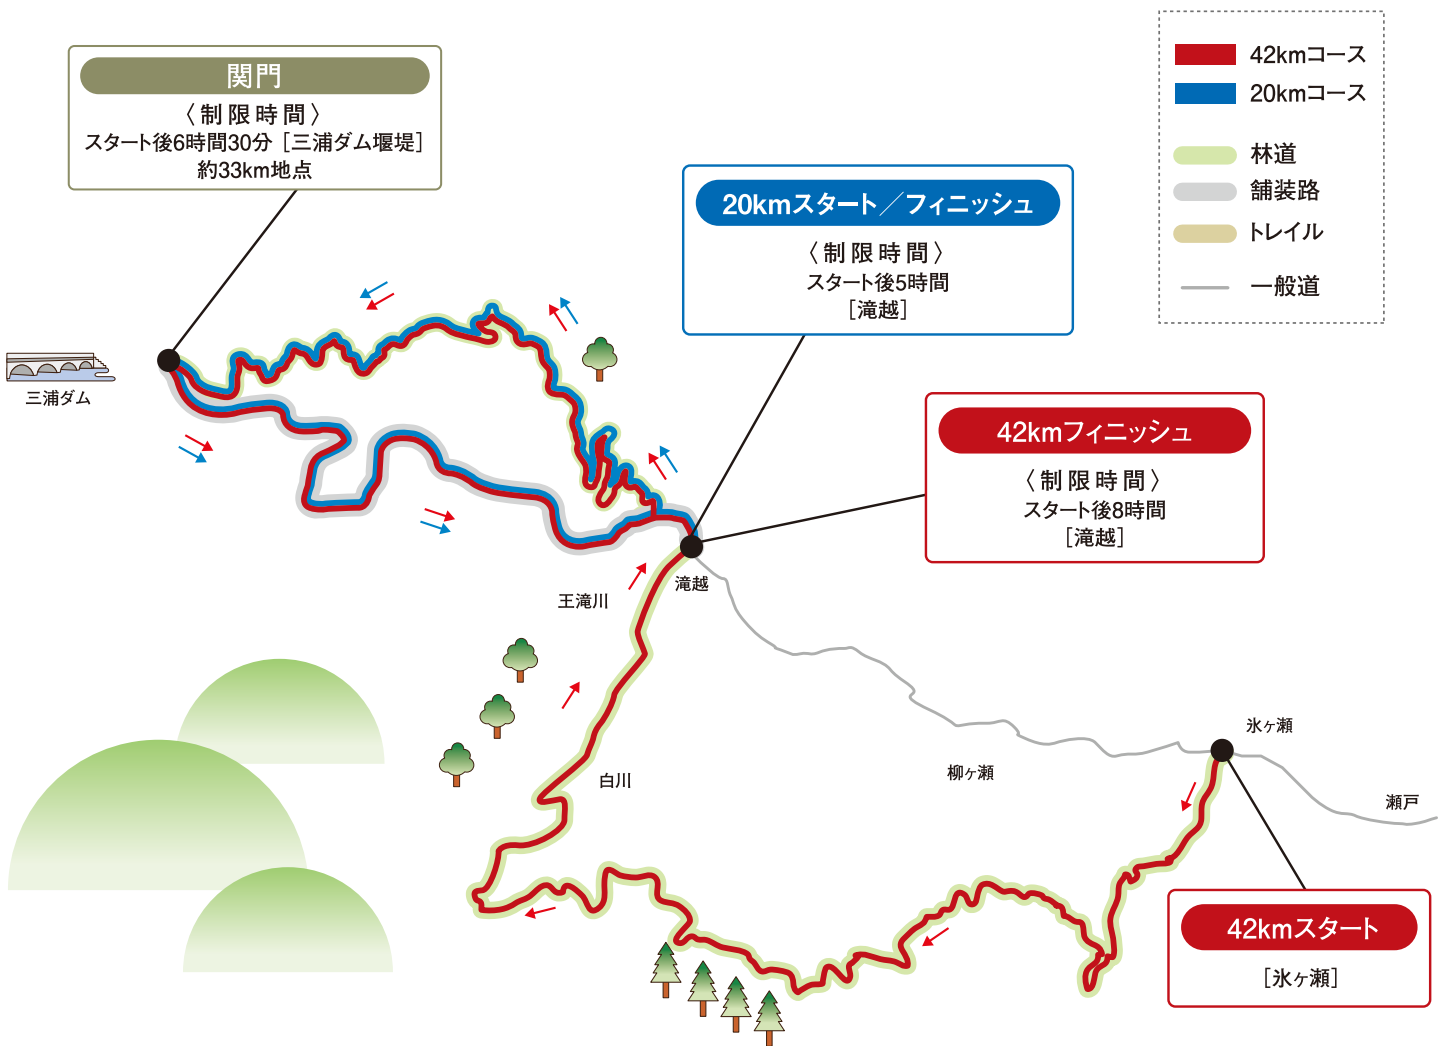 関門
〈制限時間〉
スタート後6時間30分［三浦ダム堰堤］
約33km地点
20kmスタート／フィニッシュ
〈制限時間〉
スタート後5時間
［滝越］
42kmコース
20kmコース
林道
舗装路
トレイル
一般道
三浦ダム
42kmフィニッシュ
〈制限時間〉
スタート後8時間
［滝越］
滝越
王滝川
白川
柳ヶ瀬
氷ヶ瀬
瀬戸
42kmスタート
［氷ヶ瀬］